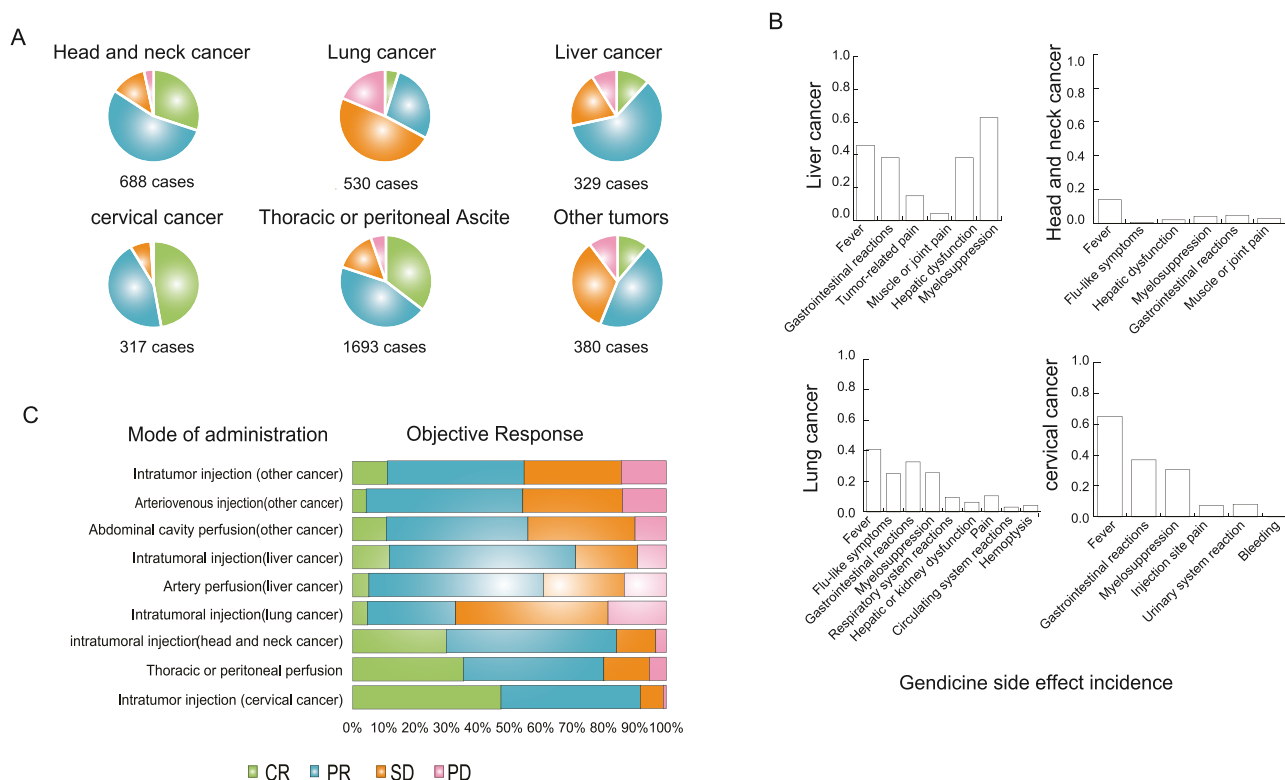 A
Head and neck cancer
Lung cancer
Liver cancer
688 cases
530 cases
329 cases
cervical cancer
Thoracic or peritoneal Ascite
Other tumors
317 cases
1693 cases
380 cases
B
Liver cancer
1.0
0.8
0.6
0.4
0.2
0.0
Fever
Gastrointestinal reactions
Tumor-related pain
Muscle or joint pain
Hepatic dysfunction
Myelosuppression
Head and neck cancer
1.0
0.8
0.6
0.4
0.2
0.0
Fever
Flu-like symptoms
Hepatic dysfunction
Myelosuppression
Gastrointestinal reactions
Muscle or joint pain
Lung cancer
1.0
0.8
0.6
0.4
0.2
0.0
Fever
Flu-like symptoms
Gastrointestinal reactions
Myelosuppression
Respiratory system reactions
Hepatic or kidney dysfunction
Pain
Circulating system reactions
Hemoptysis
cervical cancer
1.0
0.8
0.6
0.4
0.2
0.0
Fever
Gastrointestinal reactions
Myelosuppression
Injection site pain
Urinary system reaction
Bleeding
Gendicine side effect incidence
C
Mode of administration
Objective Response
Intratumor injection (other cancer)
Arteriovenous injection(other cancer)
Abdominal cavity perfusion(other cancer)
Intratumoral injection(liver cancer)
Artery perfusion(liver cancer)
Intratumoral injection(lung cancer)
intratumoral injection(head and neck cancer)
Thoracic or peritoneal perfusion
Intratumor injection (cervical cancer)
0% 10% 20% 30% 40% 50% 60% 70% 80% 90% 100%
CR PR SD PD